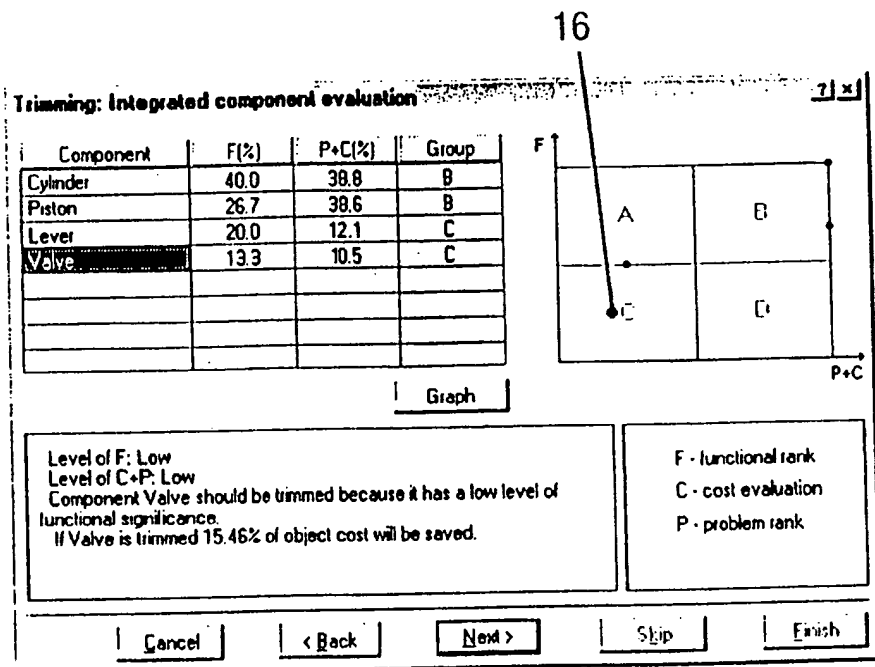 16
Trimming: Integrated component evaluation ? ×
Component F(%) P+C(%) Group
Cylinder 40.0 38.8 B
Piston 26.7 38.6 B
Lever 20.0 12.1 C
Valve 13.3 10.5 C
Graph
F
A B
C D
P+C
Level of F: Low
Level of C+P: Low
Component Valve should be trimmed because it has a low level of
functional significance.
If Valve is trimmed 15.46% of object cost will be saved.
F - functional rank
C - cost evaluation
P - problem rank
Cancel < Back Next > Skip Finish